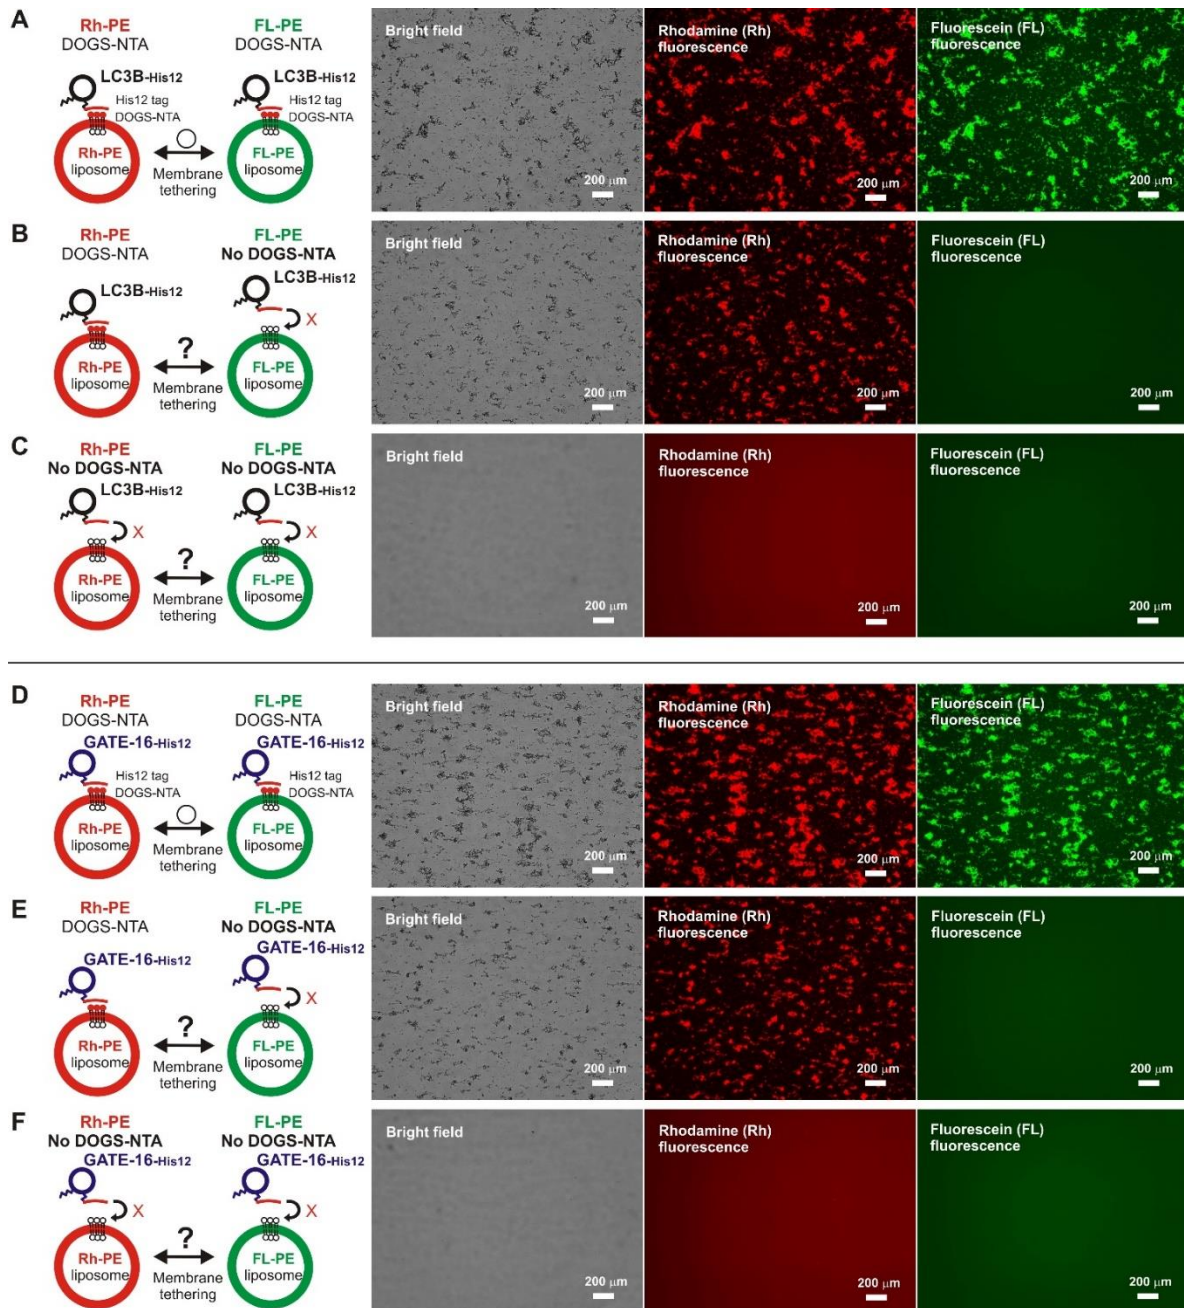 A
Rh-PE
DOGS-NTA
FL-PE
DOGS-NTA
LC3B-His12
LC3B-His12
His12 tag
DOGS-NTA
His12 tag
DOGS-NTA
Rh-PE
liposome
Membrane
tethering
FL-PE
liposome
Bright field
200 μm
Rhodamine (Rh)
fluorescence
200 μm
Fluorescein (FL)
fluorescence
200 μm
B
Rh-PE
DOGS-NTA
FL-PE
No DOGS-NTA
LC3B-His12
LC3B-His12
X
?
Rh-PE
liposome
Membrane
tethering
FL-PE
liposome
Bright field
200 μm
Rhodamine (Rh)
fluorescence
200 μm
Fluorescein (FL)
fluorescence
200 μm
C
Rh-PE
No DOGS-NTA
FL-PE
No DOGS-NTA
LC3B-His12
LC3B-His12
X
X
?
Rh-PE
liposome
Membrane
tethering
FL-PE
liposome
Bright field
200 μm
Rhodamine (Rh)
fluorescence
200 μm
Fluorescein (FL)
fluorescence
200 μm
D
Rh-PE
DOGS-NTA
FL-PE
DOGS-NTA
GATE-16-His12
GATE-16-His12
His12 tag
DOGS-NTA
His12 tag
DOGS-NTA
Rh-PE
liposome
Membrane
tethering
FL-PE
liposome
Bright field
200 μm
Rhodamine (Rh)
fluorescence
200 μm
Fluorescein (FL)
fluorescence
200 μm
E
Rh-PE
DOGS-NTA
FL-PE
No DOGS-NTA
GATE-16-His12
GATE-16-His12
X
?
Rh-PE
liposome
Membrane
tethering
FL-PE
liposome
Bright field
200 μm
Rhodamine (Rh)
fluorescence
200 μm
Fluorescein (FL)
fluorescence
200 μm
F
Rh-PE
No DOGS-NTA
FL-PE
No DOGS-NTA
GATE-16-His12
GATE-16-His12
X
X
?
Rh-PE
liposome
Membrane
tethering
FL-PE
liposome
Bright field
200 μm
Rhodamine (Rh)
fluorescence
200 μm
Fluorescein (FL)
fluorescence
200 μm